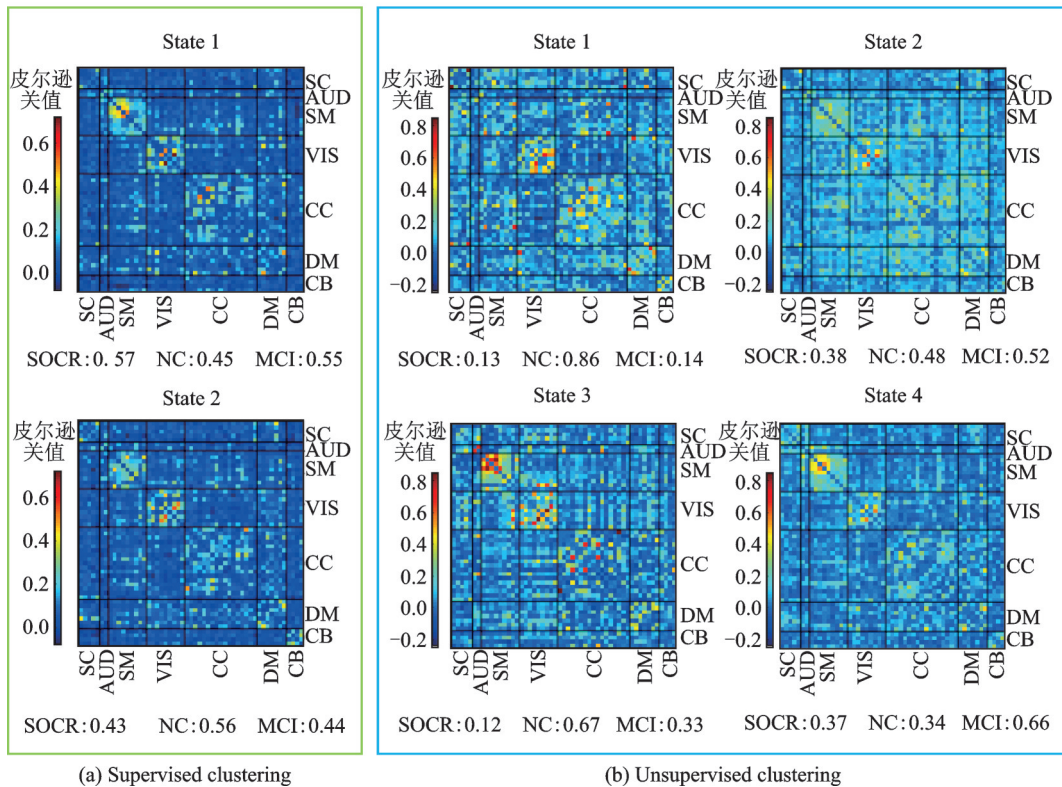 State 1
皮尔逊
关值
0.6
0.4
0.2
0.0
SC
AUD
SM
VIS
CC
DM
CB
SC
AUD
SM
VIS
CC
DM
CB
SOCR:0.57 NC:0.45 MCI:0.55
State 2
皮尔逊
关值
0.6
0.4
0.2
0.0
SC
AUD
SM
VIS
CC
DM
CB
SC
AUD
SM
VIS
CC
DM
CB
SOCR:0.43 NC:0.56 MCI:0.44
(a) Supervised clustering
State 1
皮尔逊
关值
0.8
0.6
0.4
0.2
0.0
−0.2
SC
AUD
SM
VIS
CC
DM
CB
SC
AUD
SM
VIS
CC
DM
CB
SOCR:0.13 NC:0.86 MCI:0.14
State 2
皮尔逊
关值
0.8
0.6
0.4
0.2
0.0
−0.2
SC
AUD
SM
VIS
CC
DM
CB
SC
AUD
SM
VIS
CC
DM
CB
SOCR:0.38 NC:0.48 MCI:0.52
State 3
皮尔逊
关值
0.8
0.6
0.4
0.2
0.0
−0.2
SC
AUD
SM
VIS
CC
DM
CB
SC
AUD
SM
VIS
CC
DM
CB
SOCR:0.12 NC:0.67 MCI:0.33
State 4
皮尔逊
关值
0.8
0.6
0.4
0.2
0.0
−0.2
SC
AUD
SM
VIS
CC
DM
CB
SC
AUD
SM
VIS
CC
DM
CB
SOCR:0.37 NC:0.34 MCI:0.66
(b) Unsupervised clustering